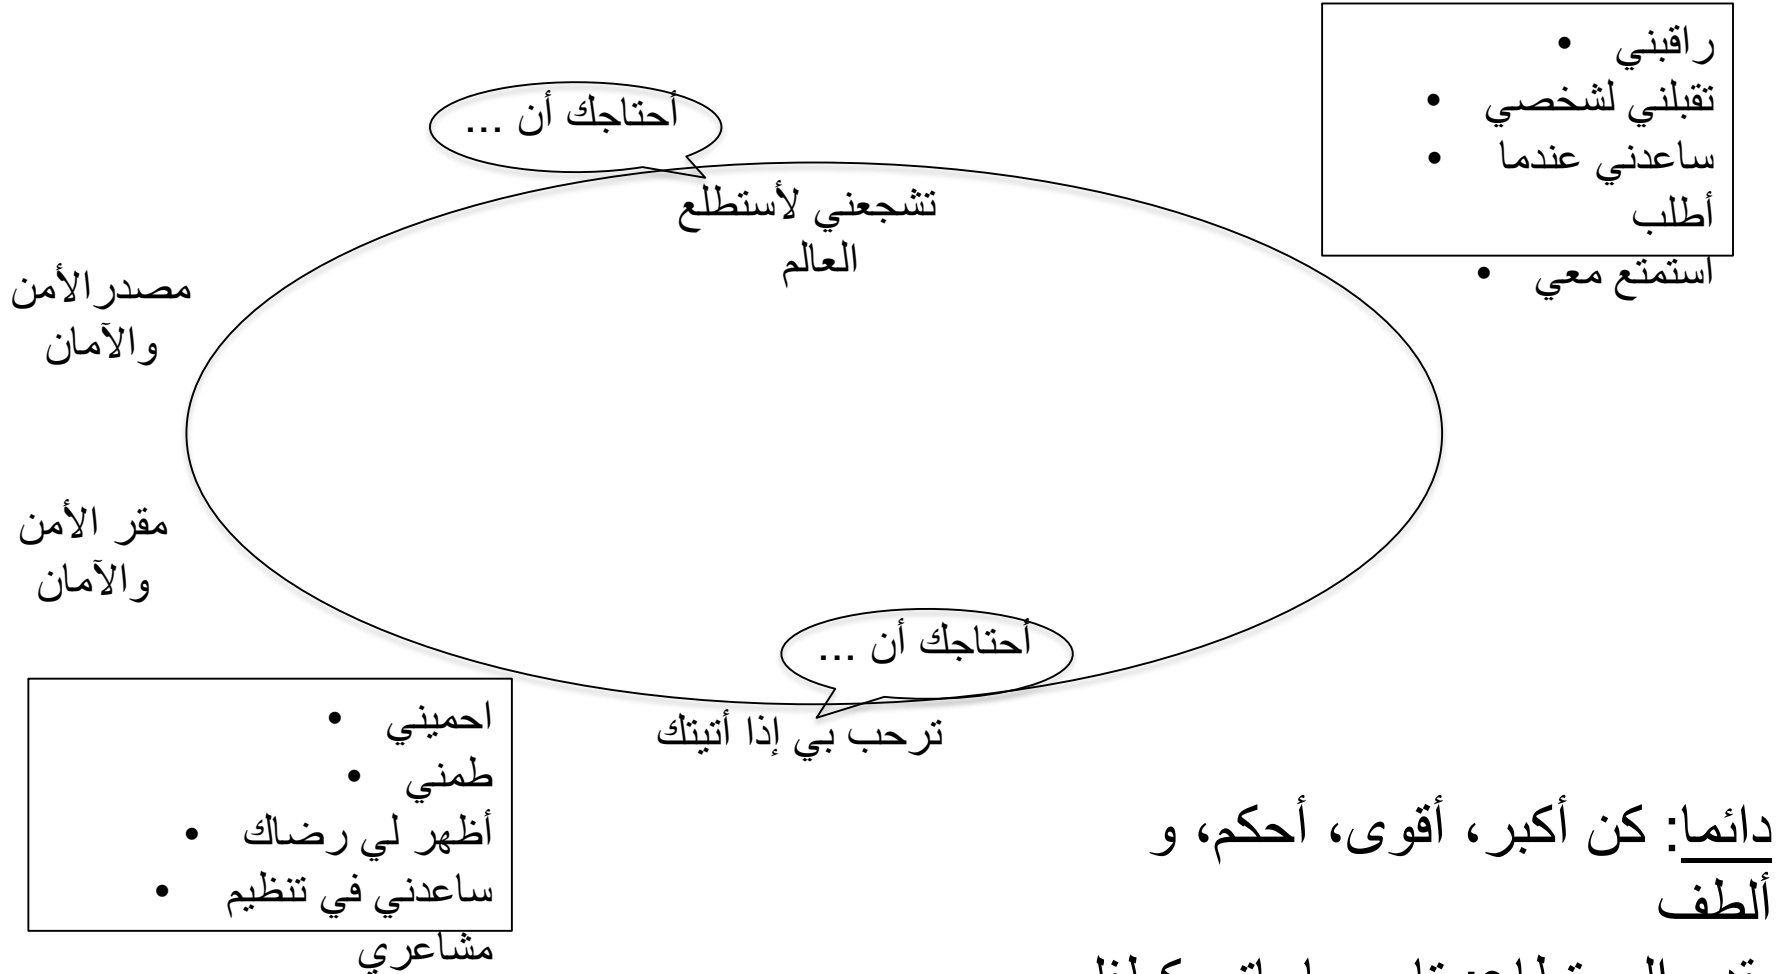 • راقبني
• تقبلني لشخصي
• ساعدني عندما
أطلب
• استمتع معي
أحتاجك أن ...
تشجعني لأستطلع
العالم
مصدر الأمن
والآمان
مقر الأمن
والآمان
أحتاجك أن ...
ترحب بي إذا أتيتك
• احميني
• طمني
• أظهر لي رضاك
• ساعدني في تنظيم
مشاعري
دائما: كن أكبر، أقوى، أحكم، و
ألطف